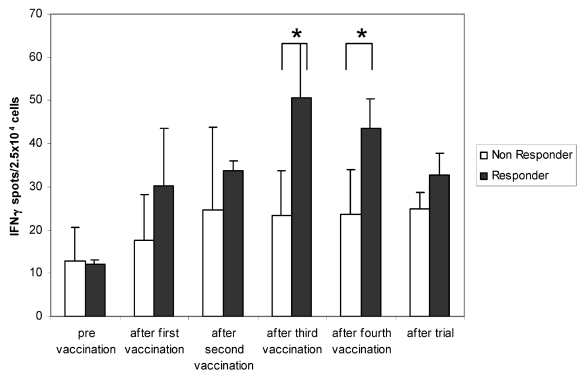 70
60
50
40
30
20
10
0
IFNγ spots/2.5x10⁴ cells
*
*
Non Responder
Responder
pre
vaccination
after first
vaccination
after
second
vaccination
after third
vaccination
after fourth
vaccination
after trial